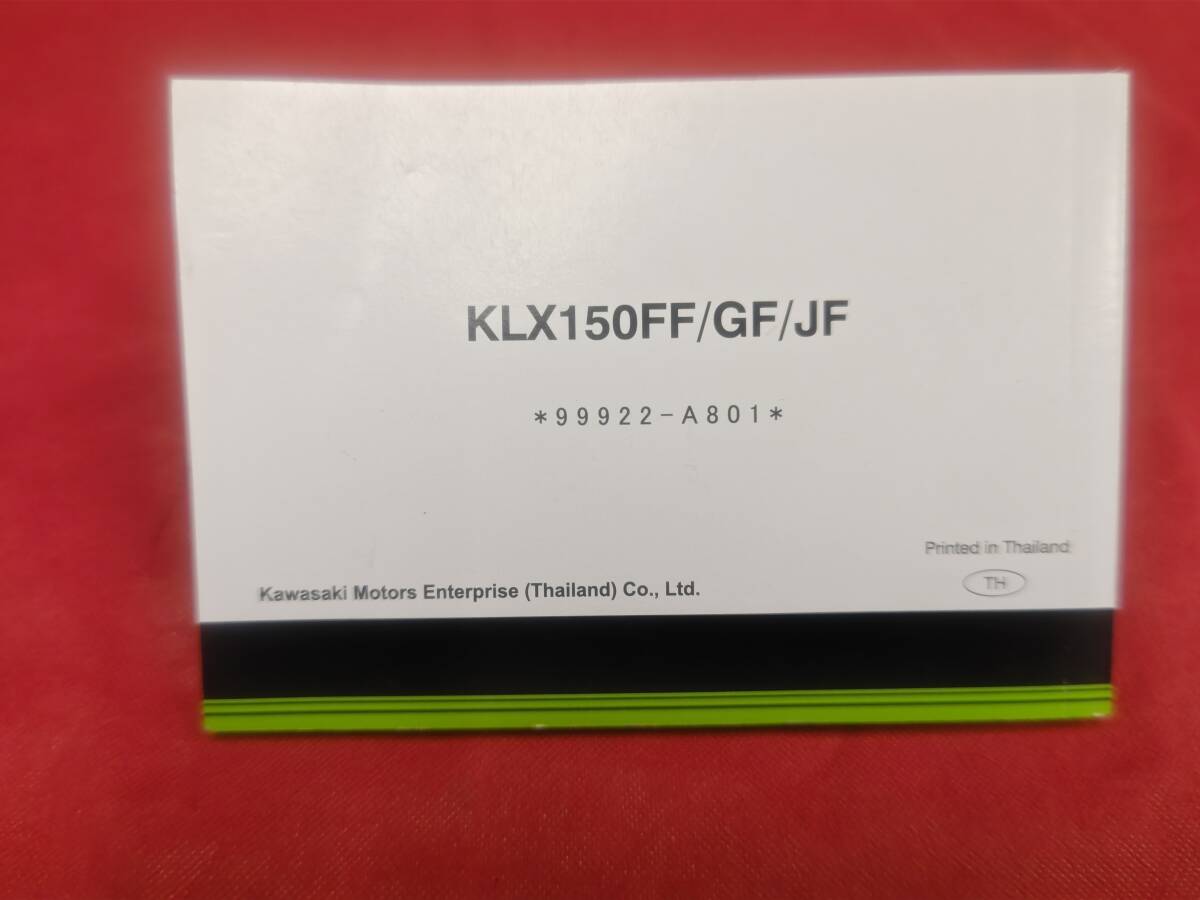 KLX150FF/GF/JF
*99922-A801*
Printed in Thailand
TH
Kawasaki Motors Enterprise (Thailand) Co., Ltd.